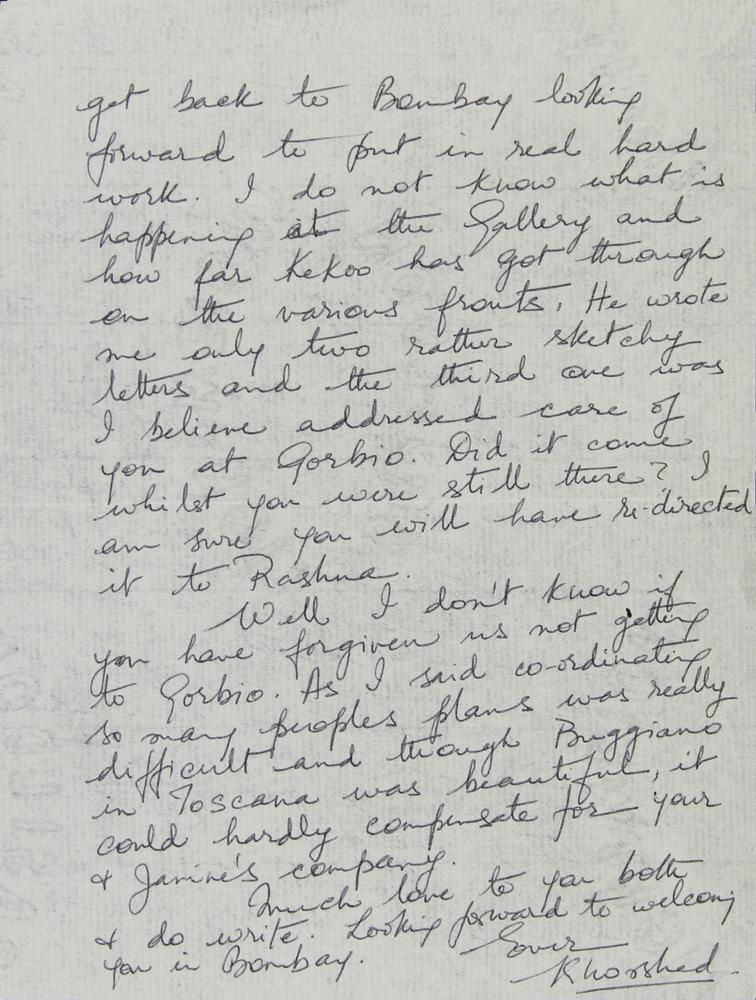 get back to Bombay looking
forward to put in real hard
work. I do not know what is
happening at the Gallery and
how far Kekoo has got through
on the various fronts. He wrote
me only two rather sketchy
letters and the third one was
I believe addressed care of
you at Gorbio. Did it come
whilst you were still there? I
am sure you will have re-directed
it to Rashna.
Well I don't know if
you have forgiven us not getting
to Gorbio. As I said co-ordinating
so many peoples plans was really
difficult and though Buggiano
in Toscana was beautiful, it
could hardly compensate for your
& Janine's company.
Much love to you both
& do write. Looking forward to welcoming
you in Bombay.
Ever
Khorshed